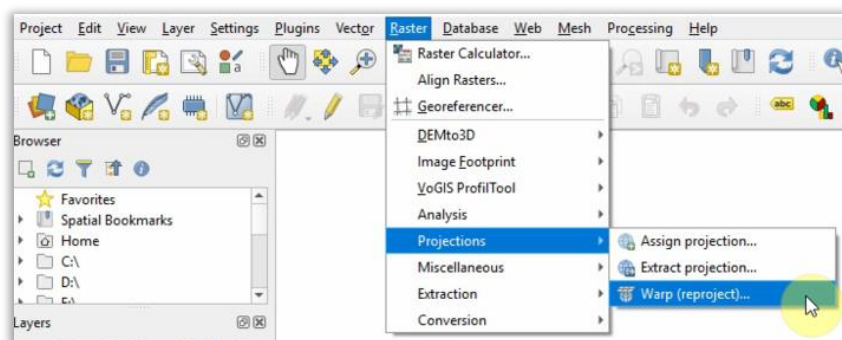 Project Edit View Layer Settings Plugins Vector Raster Database Web Mesh Processing Help
Raster Calculator...
Align Rasters...
Georeferencer...
DEMto3D
Image Footprint
VoGIS ProfilTool
Analysis
Projections
Miscellaneous
Extraction
Conversion
Assign projection...
Extract projection...
Warp (reproject)...
abc
Browser
Favorites
Spatial Bookmarks
Home
C:\
D:\
Layers